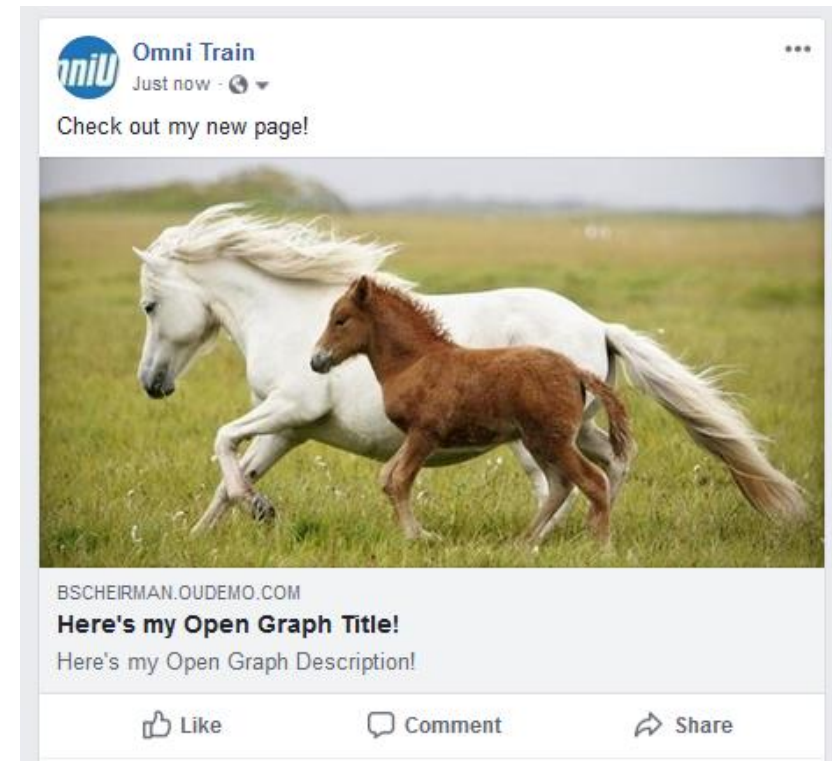 nniU
Omni Train
Just now ·
Check out my new page!
BSCHEIRMAN.OUDEMO.COM
Here's my Open Graph Title!
Here's my Open Graph Description!
Like Comment Share